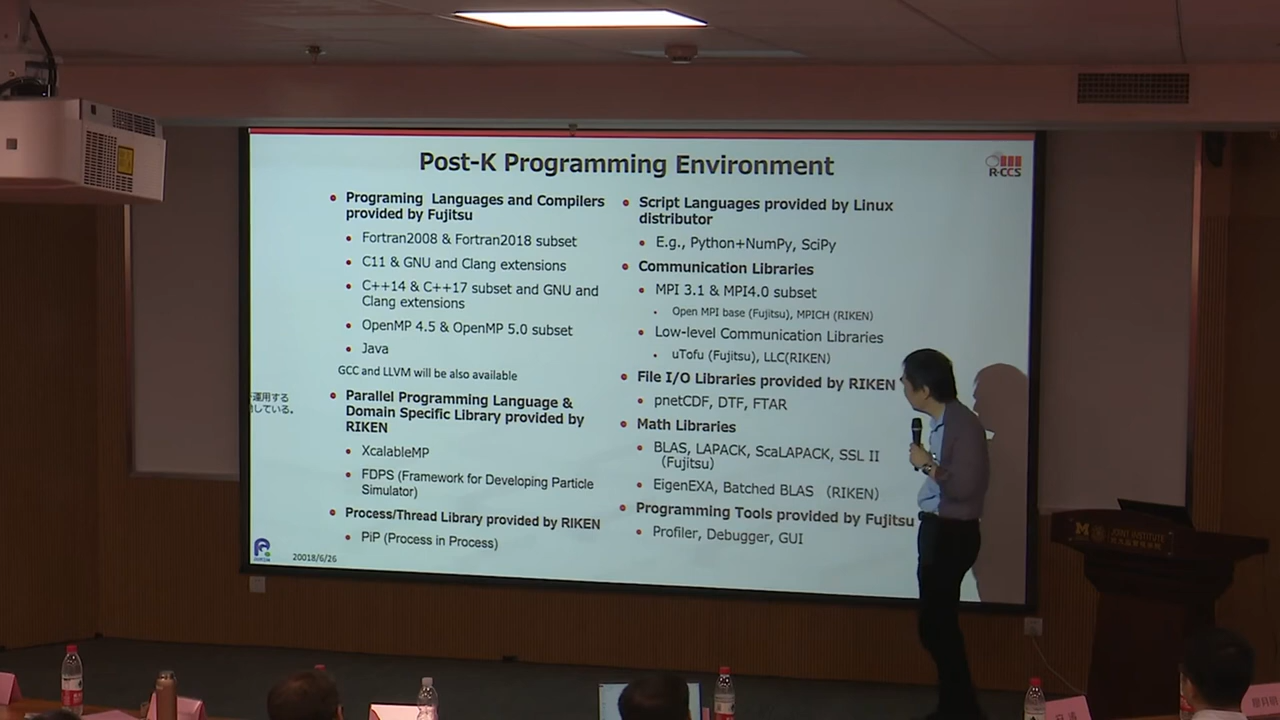 Post-K Programming Environment
R-CCS
Programing Languages and Compilers
provided by Fujitsu
Fortran2008 & Fortran2018 subset
C11 & GNU and Clang extensions
C++14 & C++17 subset and GNU and
Clang extensions
OpenMP 4.5 & OpenMP 5.0 subset
Java
GCC and LLVM will be also available
運用する
している。
Parallel Programming Language &
Domain Specific Library provided by
RIKEN
XcalableMP
FDPS (Framework for Developing Particle
Simulator)
Process/Thread Library provided by RIKEN
PiP (Process in Process)
20018/6/26
Script Languages provided by Linux
distributor
E.g., Python+NumPy, SciPy
Communication Libraries
MPI 3.1 & MPI4.0 subset
Open MPI base (Fujitsu), MPICH (RIKEN)
Low-level Communication Libraries
uTofu (Fujitsu), LLC(RIKEN)
File I/O Libraries provided by RIKEN
pnetCDF, DTF, FTAR
Math Libraries
BLAS, LAPACK, ScaLAPACK, SSL II
(Fujitsu)
EigenEXA, Batched BLAS (RIKEN)
Programming Tools provided by Fujitsu
Profiler, Debugger, GUI
M
JOINT INSTITUTE